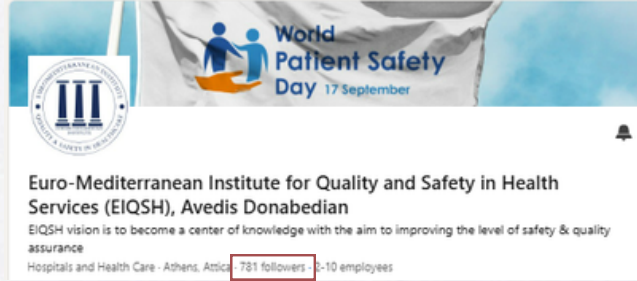 World
Patient Safety
Day 17 September
Euro-Mediterranean Institute for Quality and Safety in Health
Services (EIQSH), Avedis Donabedian
EIQSH vision is to become a center of knowledge with the aim to improving the level of safety & quality
assurance
Hospitals and Health Care · Athens, Attica · 781 followers · 2-10 employees